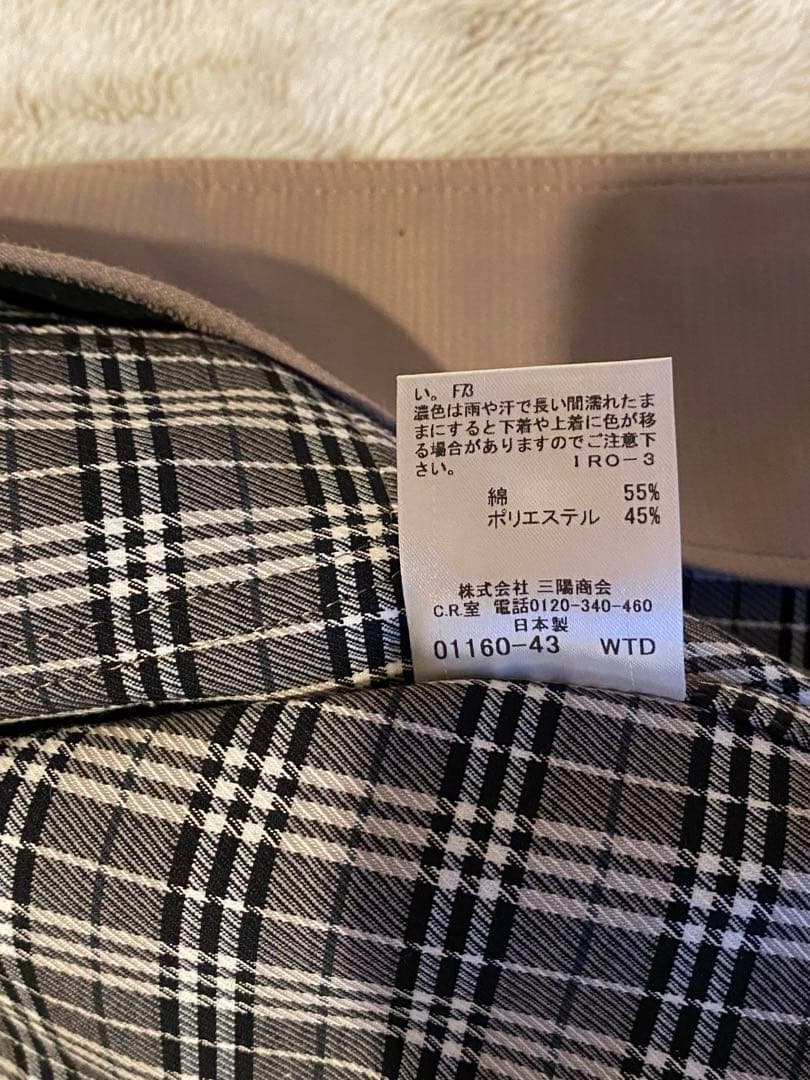 い。 F73
濃色は雨や汗で長い間濡れたま
まにすると下着や上着に色が移
る場合がありますのでご注意下
さい。 IRO-3
綿 55%
ポリエステル 45%
株式会社 三陽商会
C.R.室 電話0120-340-460
日本製
01160-43 WTD